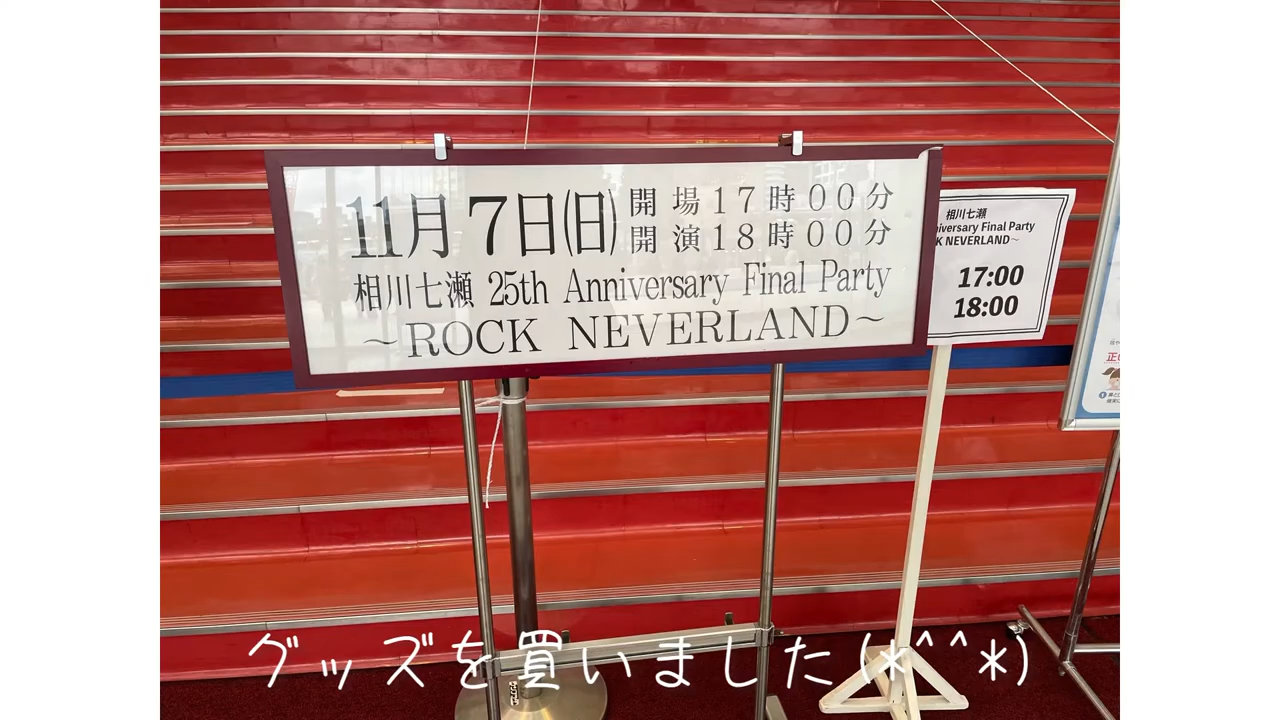 11月7日(日)
開場17時00分
開演18時00分
相川七瀬 25th Anniversary Final Party
～ROCK NEVERLAND～
相川七瀬
niversary Final Party
K NEVERLAND～
17:00
18:00
グッズを買いました(*^^*)